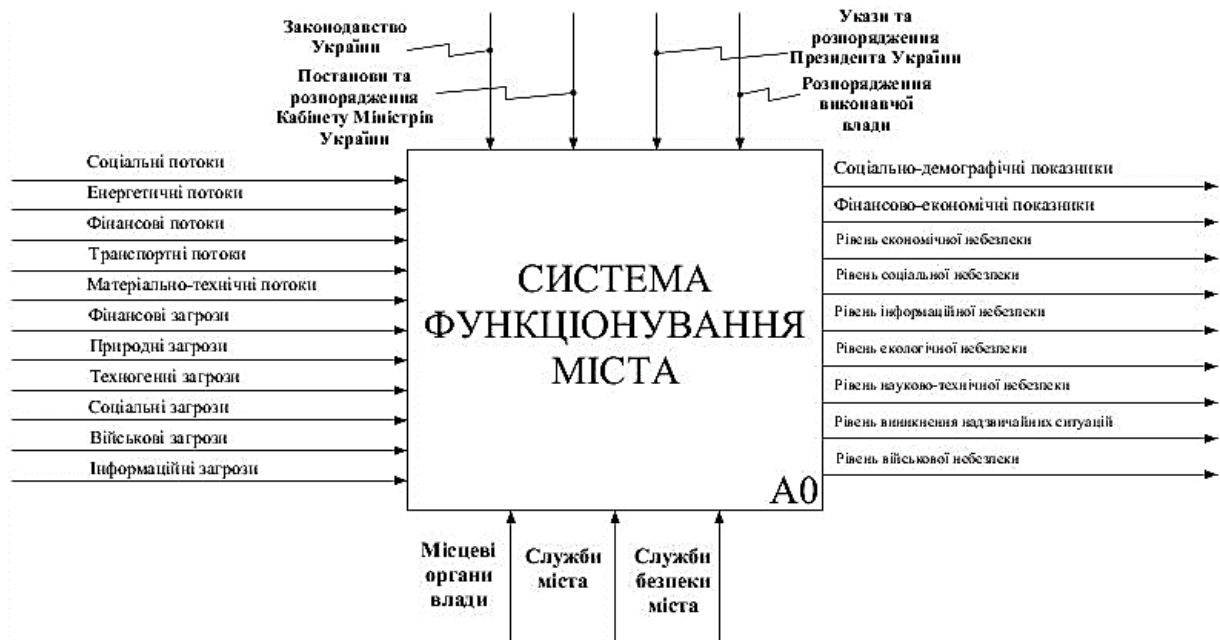 Законодавство
України
Постанови та
розпорядження
Кабінету Міністрів
України
Укази та
розпорядження
Президента України
Розпорядження
виконавчої
влади
Соціальні потоки
Енергетичні потоки
Фінансові потоки
Транспортні потоки
Матеріально-технічні потоки
Фінансові загрози
Природні загрози
Техногенні загрози
Соціальні загрози
Військові загрози
Інформаційні загрози
СИСТЕМА
ФУНКЦІОНУВАННЯ
МІСТА
А0
Соціально-демографічні показники
Фінансово-економічні показники
Рівень економічної небезпеки
Рівень соціальної небезпеки
Рівень інформаційної небезпеки
Рівень екологічної небезпеки
Рівень науково-технічної небезпеки
Рівень виникнення надзвичайних ситуацій
Рівень військової небезпеки
Місцеві
органи
влади
Служби
міста
Служби
безпеки
міста